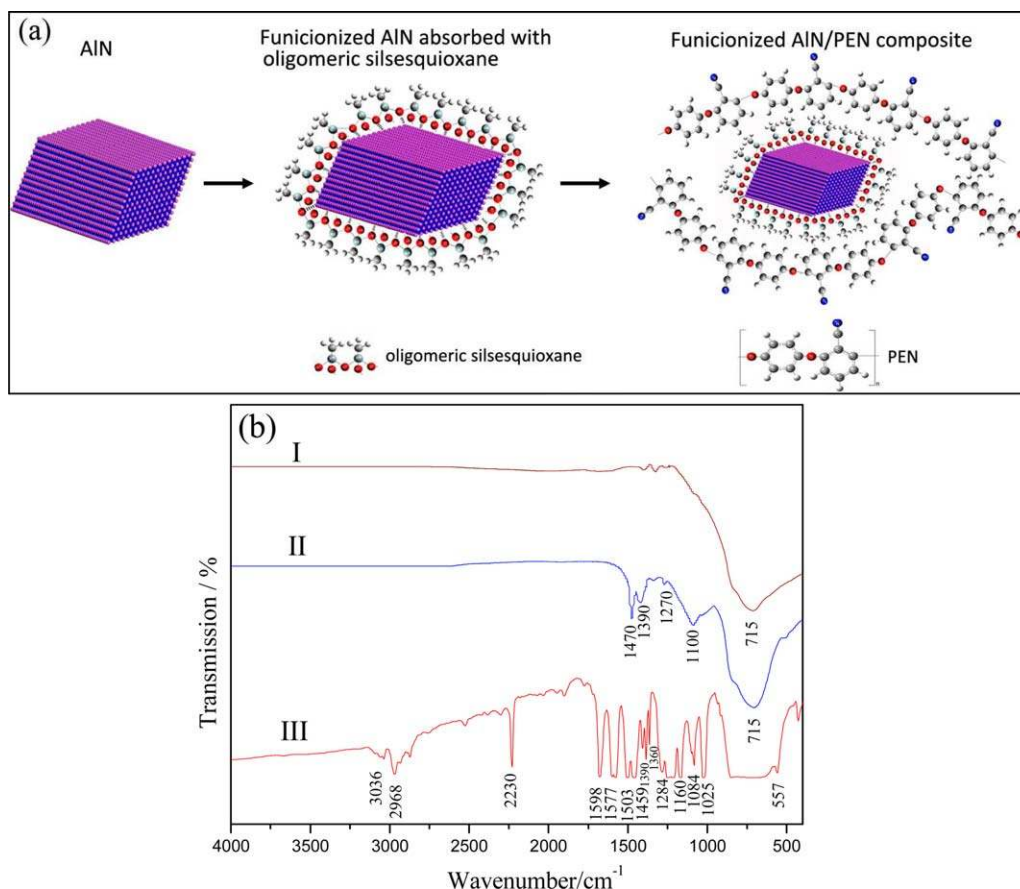 (a)
AlN
Funicionized AlN absorbed with
oligomeric silsesquioxane
Funicionized AlN/PEN composite
oligomeric silsesquioxane
n
PEN
(b)
I
II
III
715
1470
1390
1270
1100
715
3036
2968
2230
1598
1577
1503
1459
1390
1360
1284
1160
1084
1025
557
Transmission / %
4000 3500 3000 2500 2000 1500 1000 500
Wavenumber/cm⁻¹